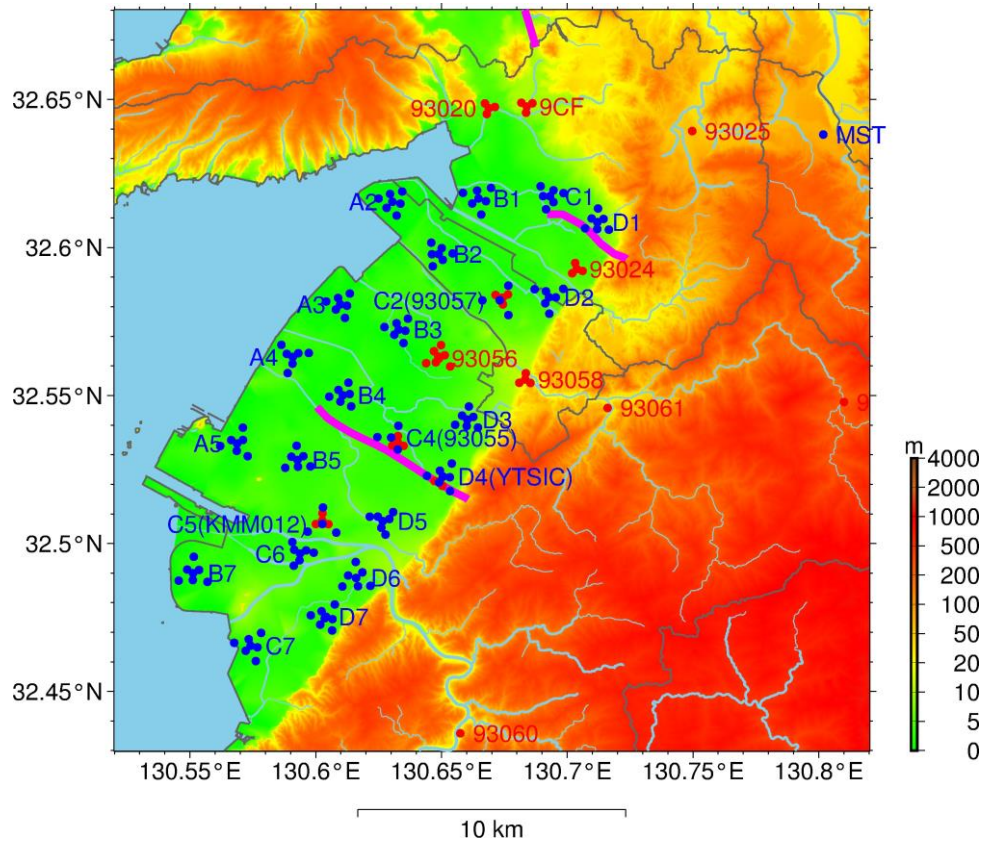 32.65°N
32.6°N
32.55°N
32.5°N
32.45°N
93020
9CF
93025
MST
A2
B1
C1
D1
B2
93024
A3
C2(93057)
D2
B3
A4
93056
93058
B4
93061
9
A5
C4(93055)
D3
B5
D4(YTSIC)
C5(KMM012)
D5
C6
B7
D6
D7
C7
93060
130.55°E
130.6°E
130.65°E
130.7°E
130.75°E
130.8°E
10 km
m
4000
2000
1000
500
200
100
50
20
10
5
0